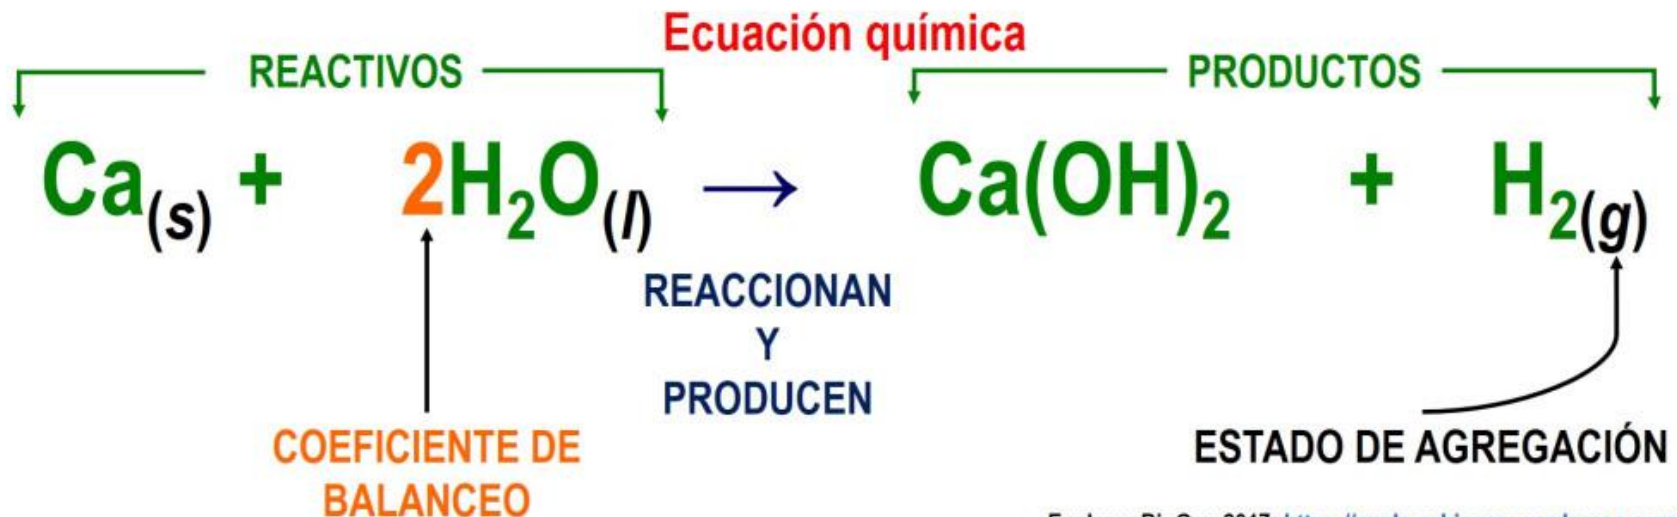 Ecuación química
REACTIVOS
PRODUCTOS
Ca(s) + 2H₂O(l) → Ca(OH)₂ + H₂(g)
REACCIONAN
Y
PRODUCEN
COEFICIENTE DE
BALANCEO
ESTADO DE AGREGACIÓN